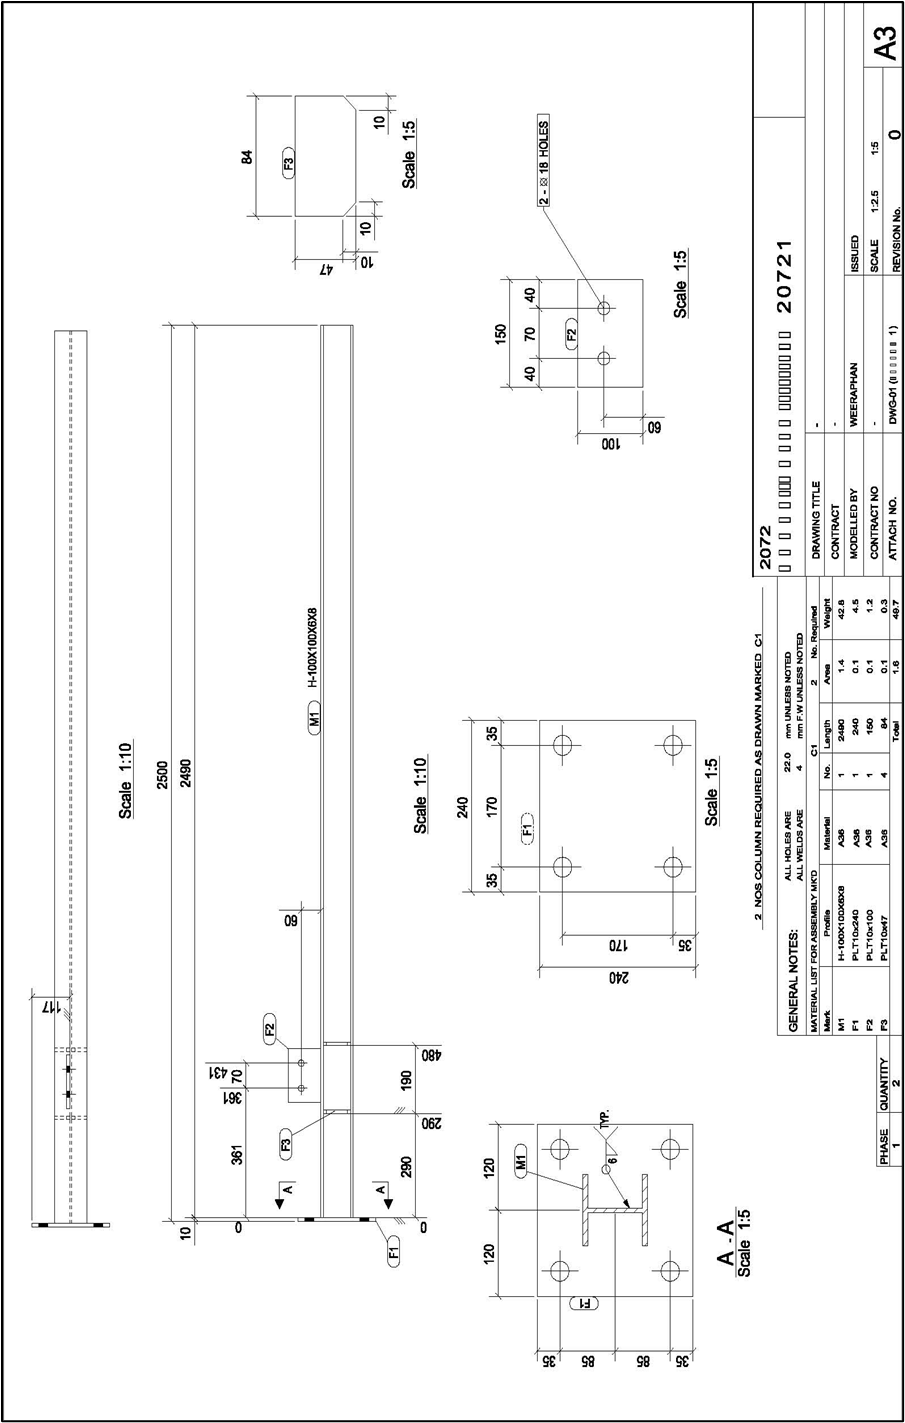 117
Scale 1:10
2500
2490
M1 H-100X100X6X8
60
F2
431
70
361
480
190
290
F3
361
290
A
A
10
0
0
F1
Scale 1:10
84
F3
10
10
10
47
Scale 1:5
2 - ⌀ 18 HOLES
150
40
70
40
F2
60
100
Scale 1:5
240
35
170
35
F1
170
35
240
Scale 1:5
120
120
M1
TYP.
6
F1
35
85
85
35
A - A
Scale 1:5
2 NOS COLUMN REQUIRED AS DRAWN MARKED C1
GENERAL NOTES:
ALL HOLES ARE 22.0 mm UNLESS NOTED
ALL WELDS ARE 4 mm F.W UNLESS NOTED
MATERIAL LIST FOR ASSEMBLY MK'D C1 2 No. Required
Mark Profile Material No. Length Area Weight
M1 H-100X100X6X8 A36 1 2490 1.4 42.8
F1 PLT10x240 A36 1 240 0.1 4.5
F2 PLT10x100 A36 1 150 0.1 1.2
F3 PLT10x47 A36 4 84 0.1 0.3
Total 1.6 49.7
PHASE QUANTITY
1 2
2072
20721
DRAWING TITLE -
CONTRACT -
MODELLED BY WEERAPHAN ISSUED
CONTRACT NO - SCALE 1:2.5 1:5
ATTACH NO. DWG-01 (▯ ▯ ▯ ▯ ▯ ▯ 1) REVISION No. 0
A3